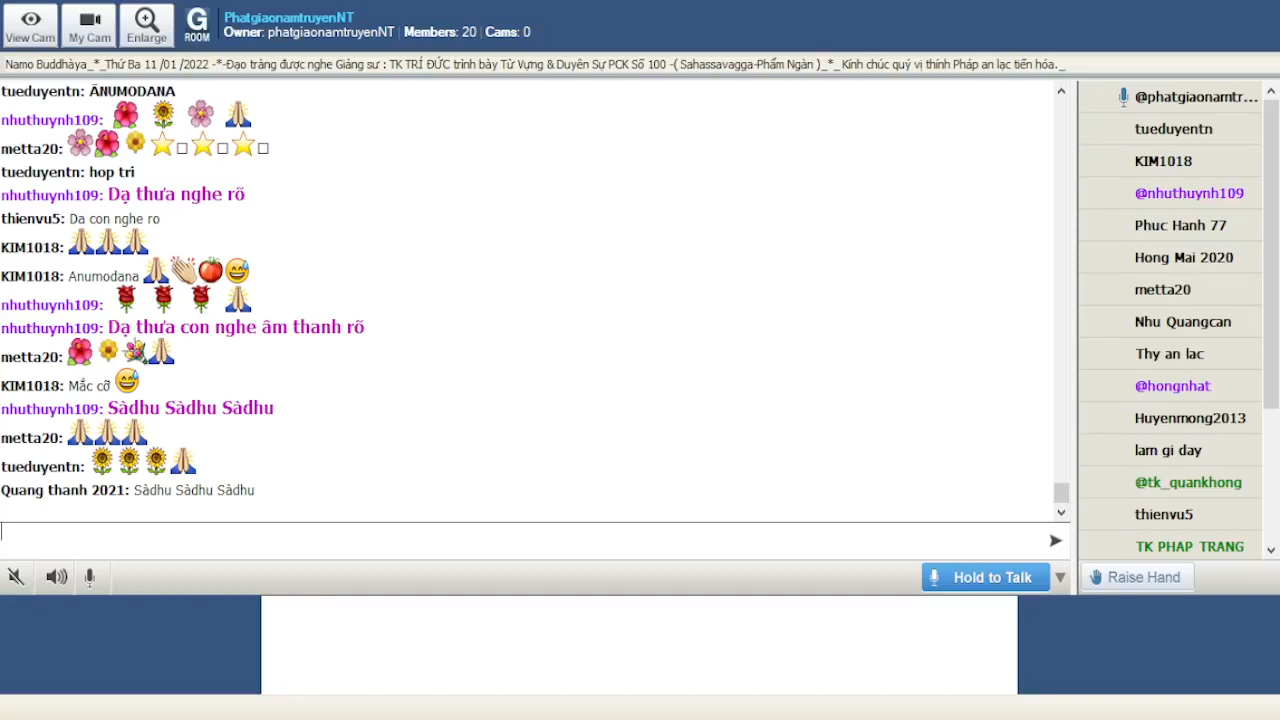 View Cam
My Cam
Enlarge
G
ROOM
PhatgiaonamtruyenNT
Owner: phatgiaonamtruyenNT | Members: 20 | Cams: 0
Namo Buddhàya_*_Thứ Ba 11 /01 /2022 -*-Đạo tràng được nghe Giảng sư : TK TRÍ ĐỨC trình bày Từ Vựng & Duyên Sự PCK Số 100 -( Sahassavagga-Phẩm Ngàn )_*_ Kính chúc quý vị thính Pháp an lạc tiến hóa._
tueduyentn: ĀNUMODANA
nhuthuynh109:
metta20:
tueduyentn: hop tri
nhuthuynh109: Dạ thưa nghe rõ
thienvu5: Da con nghe ro
KIM1018:
KIM1018: Anumodana
nhuthuynh109:
nhuthuynh109: Dạ thưa con nghe âm thanh rõ
metta20:
KIM1018: Mắc cỡ
nhuthuynh109: Sàdhu Sàdhu Sàdhu
metta20:
tueduyentn:
Quang thanh 2021: Sàdhu Sàdhu Sàdhu
Hold to Talk
@phatgiaonamtr...
tueduyentn
KIM1018
@nhuthuynh109
Phuc Hanh 77
Hong Mai 2020
metta20
Nhu Quangcan
Thy an lac
@hongnhat
Huyenmong2013
lam gi day
@tk_quankhong
thienvu5
TK PHAP TRANG
Raise Hand